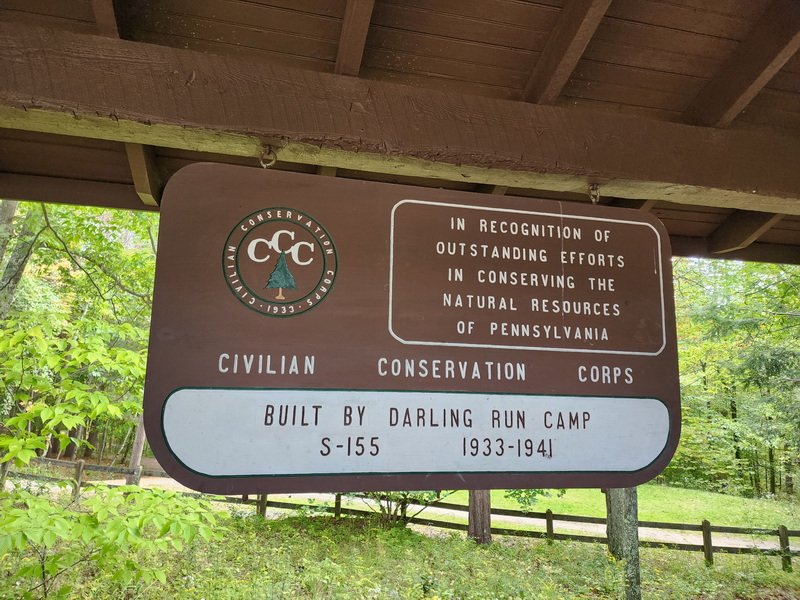 CIVILIAN CONSERVATION CORPS
CCC
·1933·
IN RECOGNITION OF
OUTSTANDING EFFORTS
IN CONSERVING THE
NATURAL RESOURCES
OF PENNSYLVANIA
CIVILIAN CONSERVATION CORPS
BUILT BY DARLING RUN CAMP
S-155 1933-1941